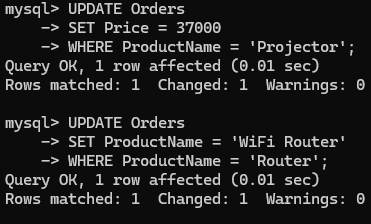 mysql> UPDATE Orders
    -> SET Price = 37000
    -> WHERE ProductName = 'Projector';
Query OK, 1 row affected (0.01 sec)
Rows matched: 1  Changed: 1  Warnings: 0

mysql> UPDATE Orders
    -> SET ProductName = 'WiFi Router'
    -> WHERE ProductName = 'Router';
Query OK, 1 row affected (0.01 sec)
Rows matched: 1  Changed: 1  Warnings: 0